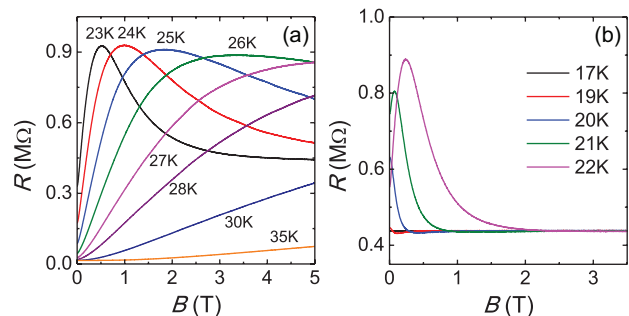 (a)
23K 24K 25K 26K
27K
28K
30K
35K
0.9
0.6
0.3
0.0
R (MΩ)
0 1 2 3 4 5
B (T)
(b)
17K
19K
20K
21K
22K
1.0
0.8
0.6
0.4
R (MΩ)
0 1 2 3
B (T)